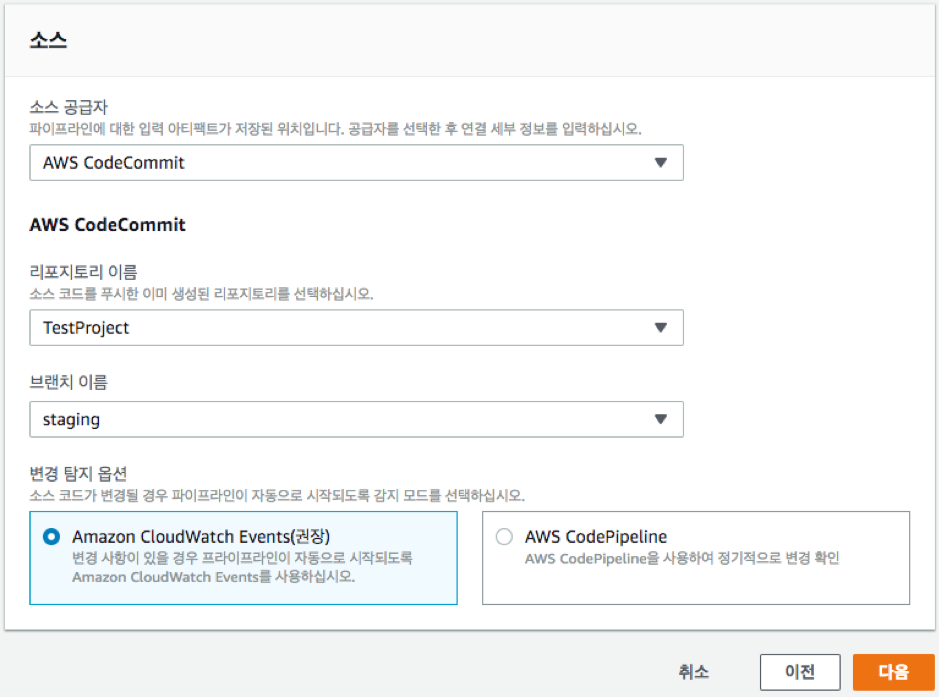 소스
소스 공급자
파이프라인에 대한 입력 아티팩트가 저장된 위치입니다. 공급자를 선택한 후 연결 세부 정보를 입력하십시오.
AWS CodeCommit
AWS CodeCommit
리포지토리 이름
소스 코드를 푸시한 이미 생성된 리포지토리를 선택하십시오.
TestProject
브랜치 이름
staging
변경 탐지 옵션
소스 코드가 변경될 경우 파이프라인이 자동으로 시작되도록 감지 모드를 선택하십시오.
Amazon CloudWatch Events(권장)
변경 사항이 있을 경우 프라이프라인이 자동으로 시작되도록
Amazon CloudWatch Events를 사용하십시오.
AWS CodePipeline
AWS CodePipeline을 사용하여 정기적으로 변경 확인
취소
이전
다음